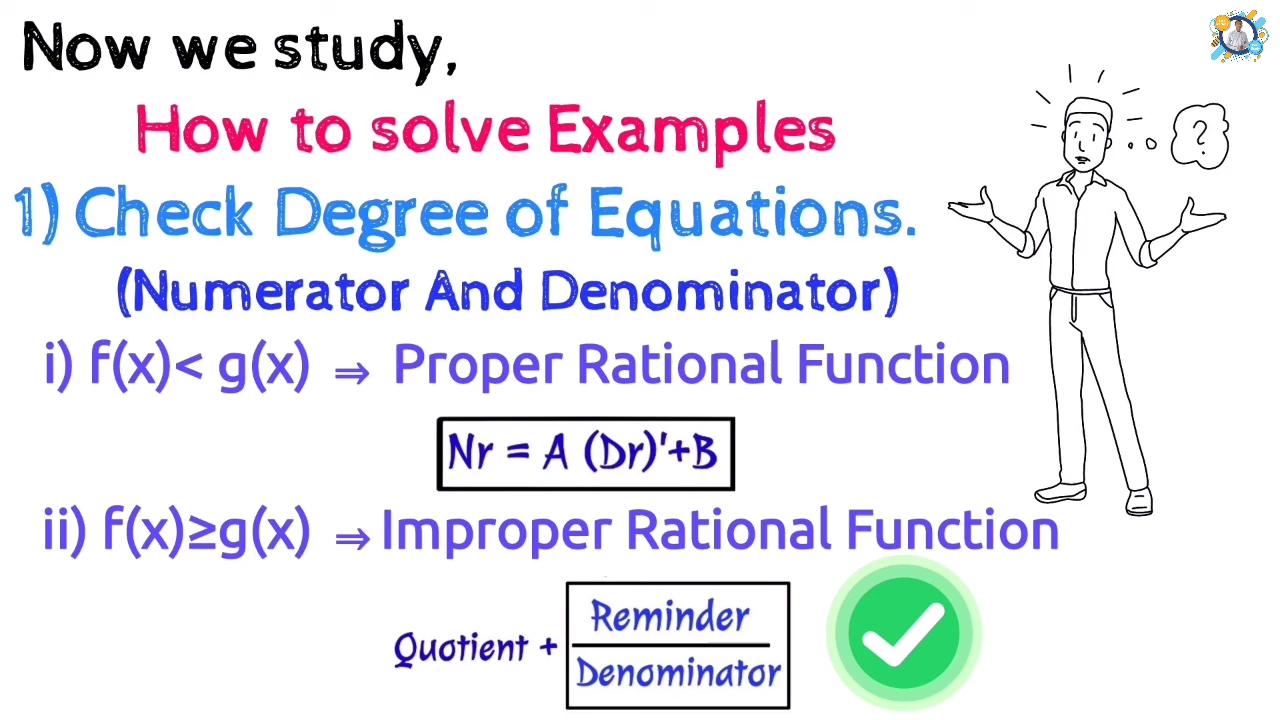 Now we study,
How to solve Examples
1) Check Degree of Equations.
(Numerator And Denominator)
i) f(x)< g(x) ⇒ Proper Rational Function
Nr = A (Dr)'+B
ii) f(x)≥g(x) ⇒ Improper Rational Function
Quotient + Reminder
Denominator
?